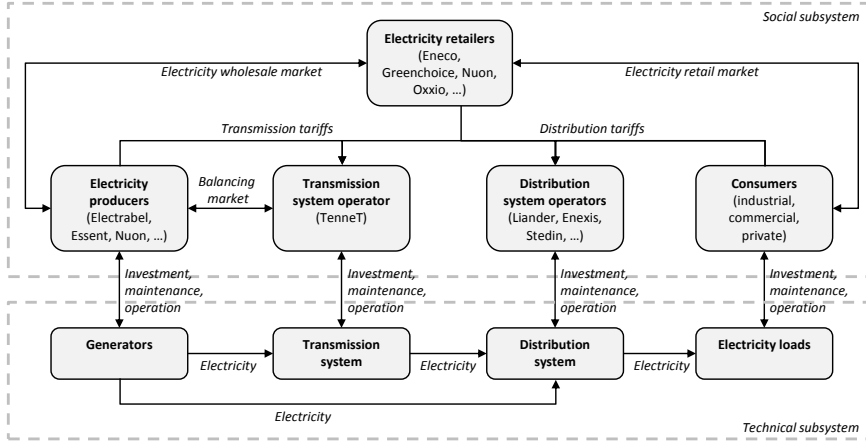 Social subsystem
Electricity retailers
(Eneco,
Greenchoice, Nuon,
Oxxio, ...)
Electricity wholesale market
Electricity retail market
Transmission tariffs
Distribution tariffs
Electricity
producers
(Electrabel,
Essent, Nuon, ...)
Balancing
market
Transmission
system operator
(TenneT)
Distribution
system operators
(Liander, Enexis,
Stedin, ...)
Consumers
(industrial,
commercial,
private)
Investment,
maintenance,
operation
Investment,
maintenance,
operation
Investment,
maintenance,
operation
Investment,
maintenance,
operation
Generators
Electricity
Transmission
system
Electricity
Distribution
system
Electricity
Electricity loads
Electricity
Technical subsystem